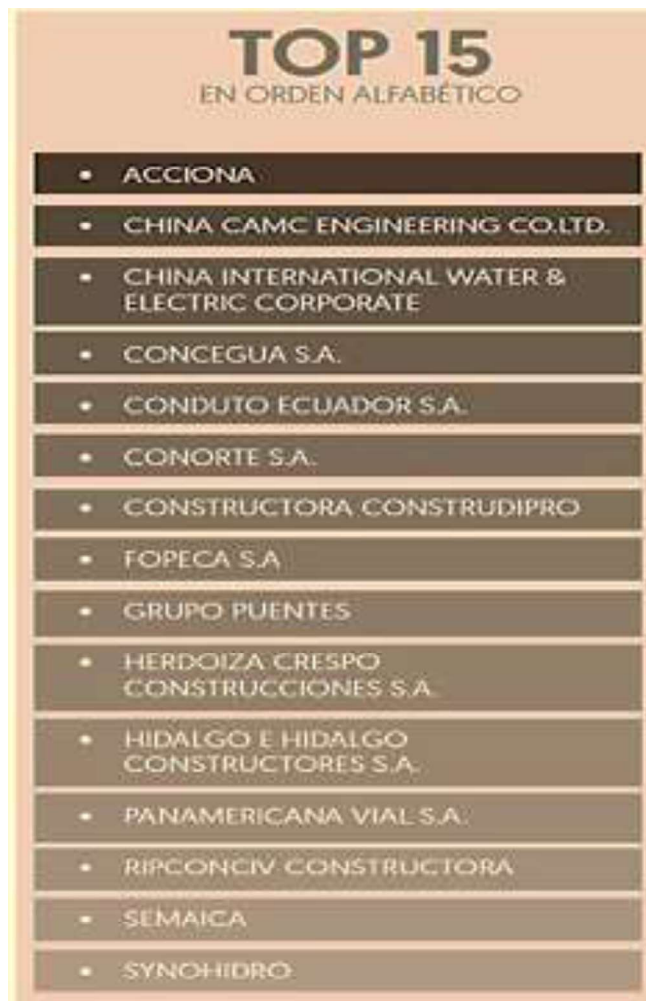 TOP 15
EN ORDEN ALFABÉTICO
• ACCIONA
• CHINA CAMC ENGINEERING CO.LTD.
• CHINA INTERNATIONAL WATER &
ELECTRIC CORPORATE
• CONCEGUA S.A.
• CONDUTO ECUADOR S.A.
• CONORTE S.A.
• CONSTRUCTORA CONSTRUDIPRO
• FOPECA S.A
• GRUPO PUENTES
• HERDOIZA CRESPO
CONSTRUCCIONES S.A.
• HIDALGO E HIDALGO
CONSTRUCTORES S.A.
• PANAMERICANA VIAL S.A.
• RIPCONCIV CONSTRUCTORA
• SEMAICA
• SYNOHIDRO